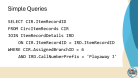 Simple Queries
SELECT CIR.ItemRecordID
FROM CircItemRecords CIR
JOIN ItemRecordDetails IRD
ON CIR.ItemRecordID = IRD.ItemRecordID
WHERE CIR.AssignedBranchID = 6
AND IRD.CallNumberPrefix = 'Playaway 1'